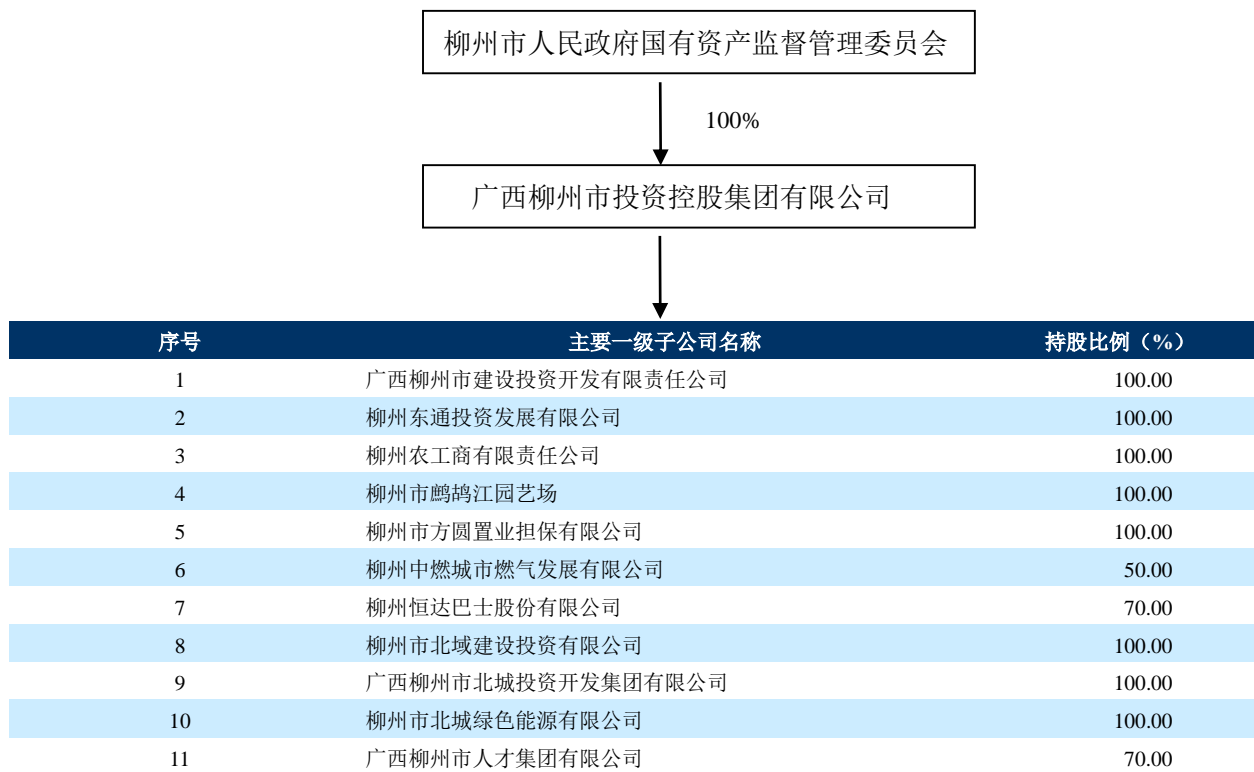 柳州市人民政府国有资产监督管理委员会
100%
广西柳州市投资控股集团有限公司
序号 主要一级子公司名称 持股比例（%）
1 广西柳州市建设投资开发有限责任公司 100.00
2 柳州东通投资发展有限公司 100.00
3 柳州农工商有限责任公司 100.00
4 柳州市鹧鸪江园艺场 100.00
5 柳州市方圆置业担保有限公司 100.00
6 柳州中燃城市燃气发展有限公司 50.00
7 柳州恒达巴士股份有限公司 70.00
8 柳州市北域建设投资有限公司 100.00
9 广西柳州市北城投资开发集团有限公司 100.00
10 柳州市北城绿色能源有限公司 100.00
11 广西柳州市人才集团有限公司 70.00